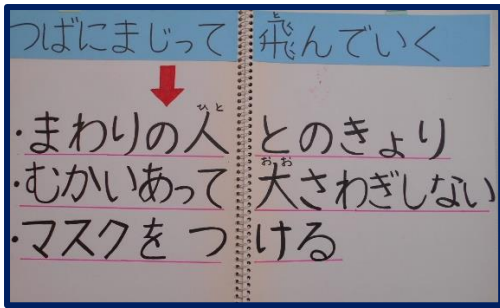 つばにまじって飛んでいく
・まわりの人とのきょり
・むかいあって大さわぎしない
・マスクをつける